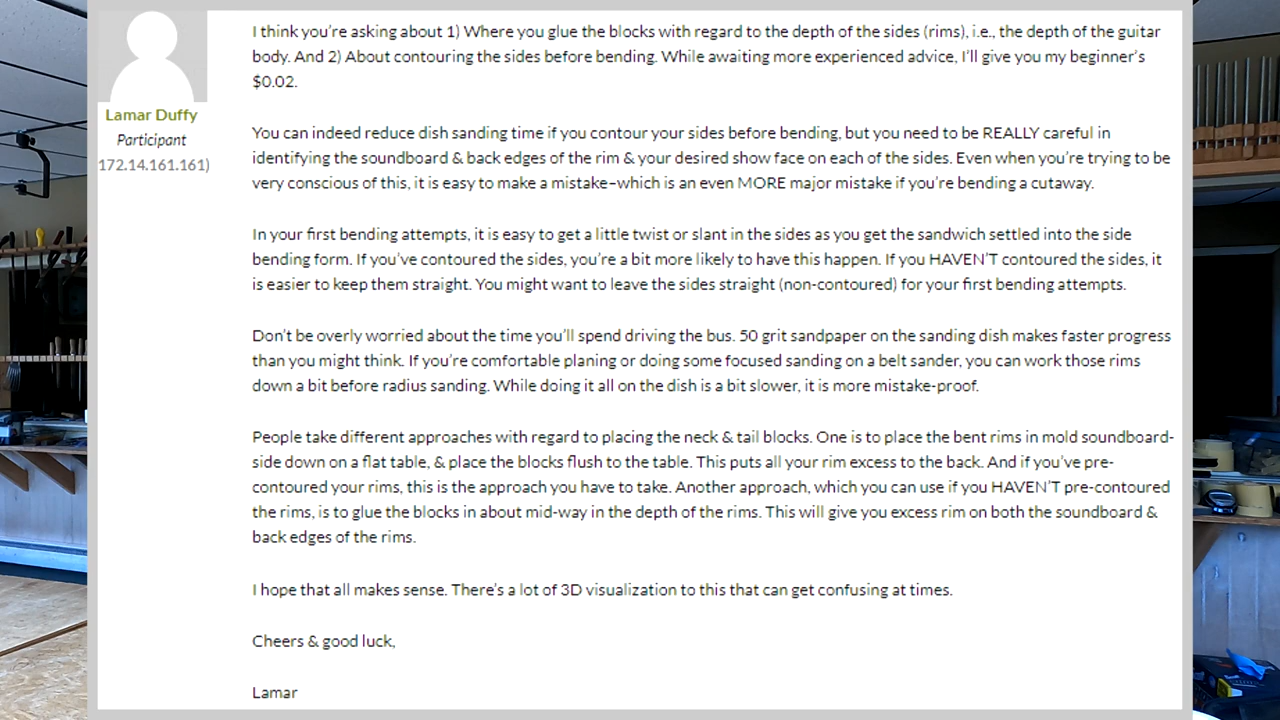 I think you're asking about 1) Where you glue the blocks with regard to the depth of the sides (rims), i.e., the depth of the guitar
body. And 2) About contouring the sides before bending. While awaiting more experienced advice, I'll give you my beginner's
$0.02.
Lamar Duffy
Participant
172.14.161.161)
You can indeed reduce dish sanding time if you contour your sides before bending, but you need to be REALLY careful in
identifying the soundboard & back edges of the rim & your desired show face on each of the sides. Even when you're trying to be
very conscious of this, it is easy to make a mistake–which is an even MORE major mistake if you're bending a cutaway.
In your first bending attempts, it is easy to get a little twist or slant in the sides as you get the sandwich settled into the side
bending form. If you've contoured the sides, you're a bit more likely to have this happen. If you HAVEN'T contoured the sides, it
is easier to keep them straight. You might want to leave the sides straight (non-contoured) for your first bending attempts.
Don't be overly worried about the time you'll spend driving the bus. 50 grit sandpaper on the sanding dish makes faster progress
than you might think. If you're comfortable planing or doing some focused sanding on a belt sander, you can work those rims
down a bit before radius sanding. While doing it all on the dish is a bit slower, it is more mistake-proof.
People take different approaches with regard to placing the neck & tail blocks. One is to place the bent rims in mold soundboard-
side down on a flat table, & place the blocks flush to the table. This puts all your rim excess to the back. And if you've pre-
contoured your rims, this is the approach you have to take. Another approach, which you can use if you HAVEN'T pre-contoured
the rims, is to glue the blocks in about mid-way in the depth of the rims. This will give you excess rim on both the soundboard &
back edges of the rims.
I hope that all makes sense. There's a lot of 3D visualization to this that can get confusing at times.
Cheers & good luck,
Lamar